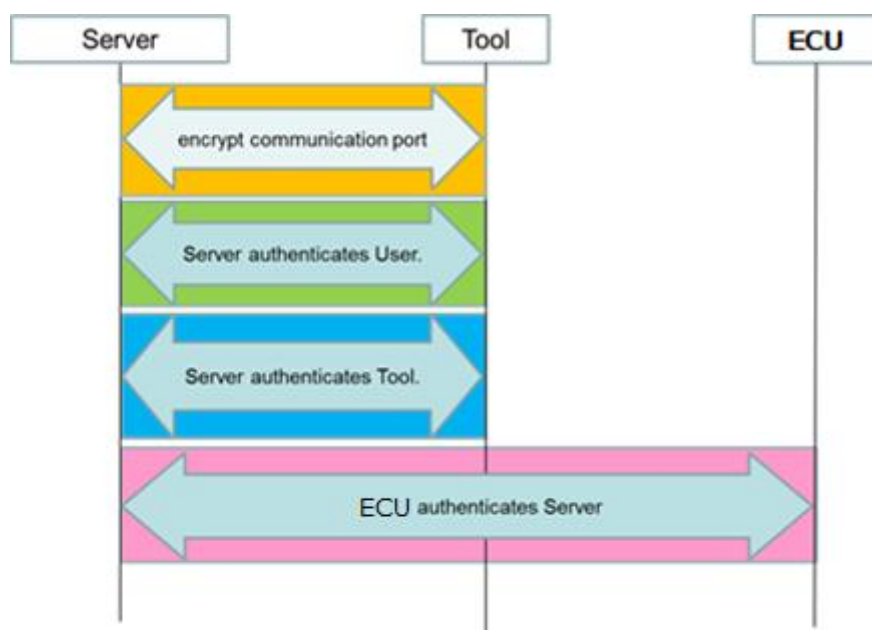 Server
Tool
ECU
encrypt communication port
Server authenticates User.
Server authenticates Tool.
ECU authenticates Server